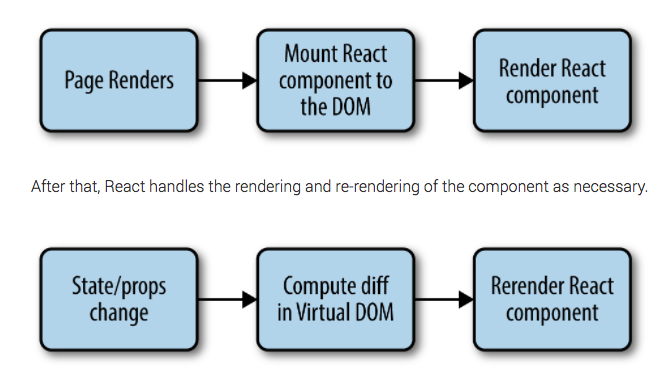 Page Renders
Mount React
component to
the DOM
Render React
component
After that, React handles the rendering and re-rendering of the component as necessary.
State/props
change
Compute diff
in Virtual DOM
Rerender React
component